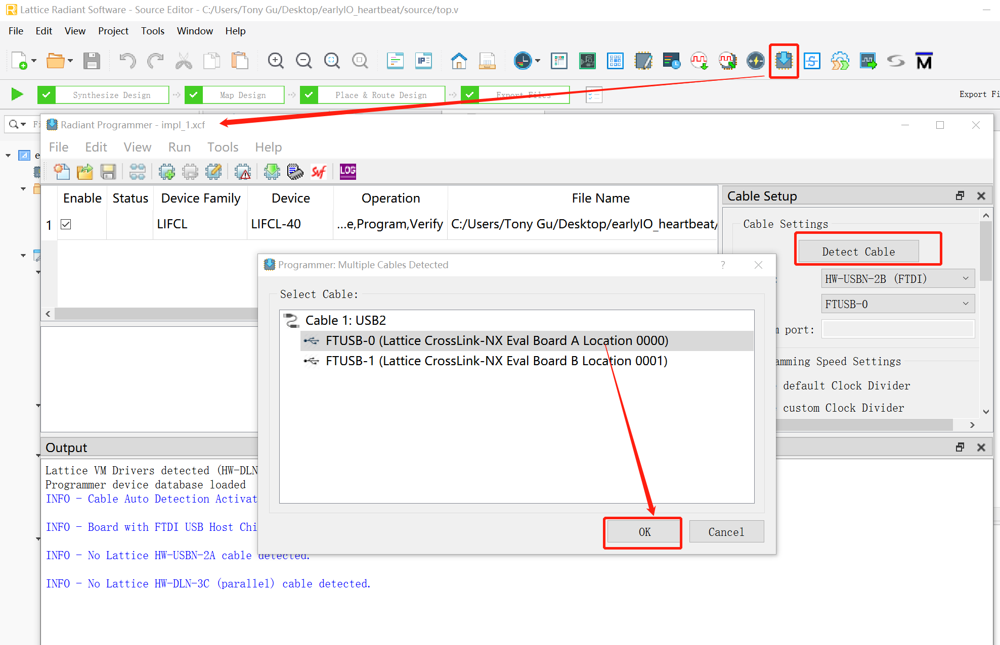 Lattice Radiant Software - Source Editor - C:/Users/Tony Gu/Desktop/earlyIO_heartbeat/source/top.v
File Edit View Project Tools Window Help
IP
S
M
Synthesize Design
Map Design
Place & Route Design
Export Files
Export Fi
Fi
Radiant Programmer - impl_1.xcf
e
File Edit View Run Tools Help
Svf
LOG
Enable Status Device Family Device Operation File Name
1 LIFCL LIFCL-40 ...e,Program,Verify C:/Users/Tony Gu/Desktop/earlyIO_heartbeat/
Cable Setup
Cable Settings
Detect Cable
HW-USBN-2B (FTDI)
FTUSB-0
port:
amming Speed Settings
default Clock Divider
custom Clock Divider
Programmer: Multiple Cables Detected
?
Select Cable:
Cable 1: USB2
FTUSB-0 (Lattice CrossLink-NX Eval Board A Location 0000)
FTUSB-1 (Lattice CrossLink-NX Eval Board B Location 0001)
OK
Cancel
Output
Lattice VM Drivers detected (HW-DLN
Programmer device database loaded
INFO - Cable Auto Detection Activat
INFO - Board with FTDI USB Host Chi
INFO - No Lattice HW-USBN-2A cable detected.
INFO - No Lattice HW-DLN-3C (parallel) cable detected.